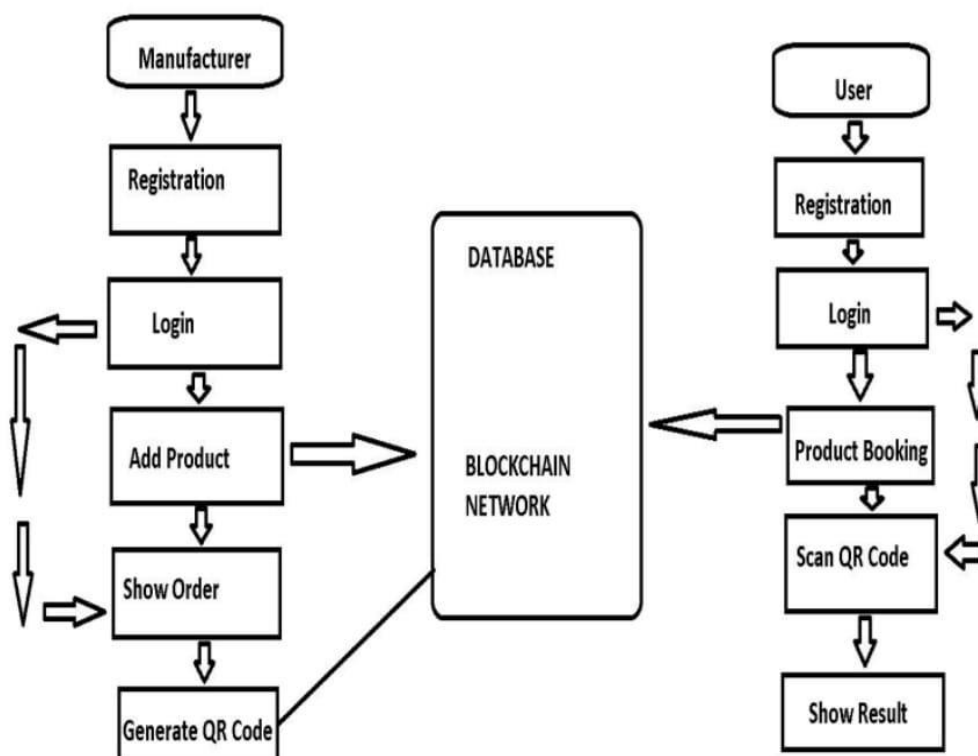 Manufacturer
Registration
Login
Add Product
Show Order
Generate QR Code
DATABASE
BLOCKCHAIN
NETWORK
User
Registration
Login
Product Booking
Scan QR Code
Show Result